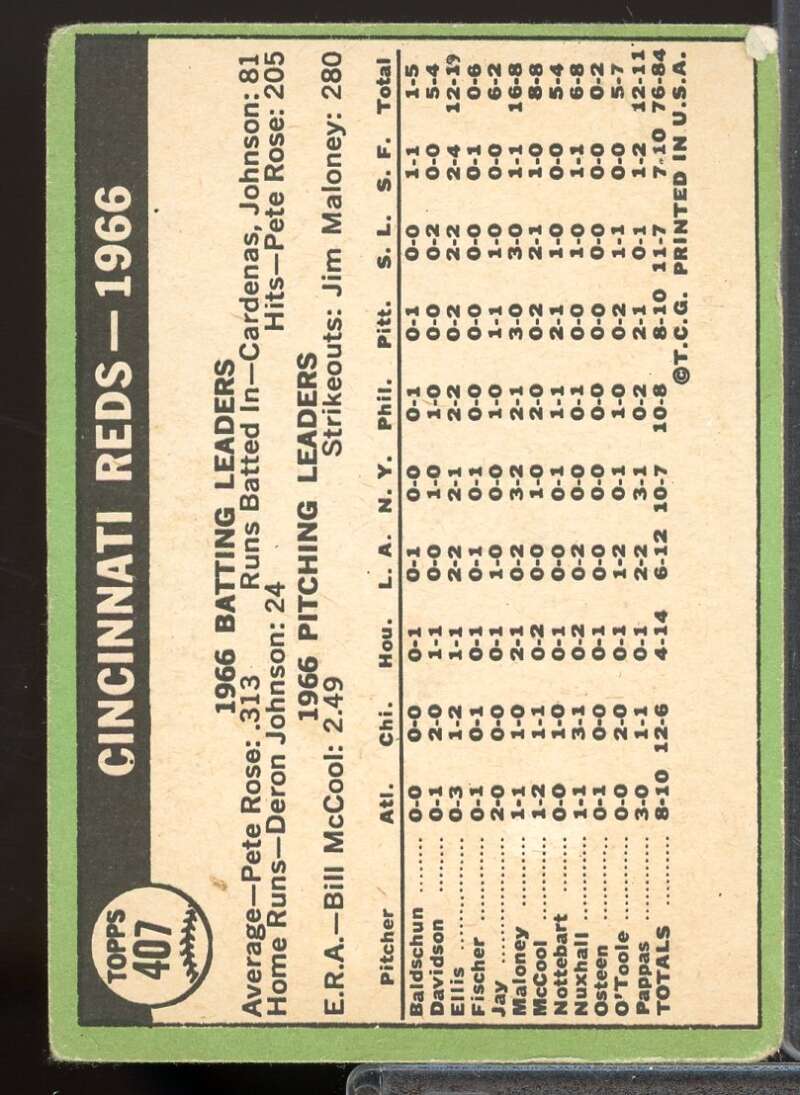 TOPPS
407
CINCINNATI REDS—1966
1966 BATTING LEADERS
Average—Pete Rose: .313 Runs Batted In—Cardenas, Johnson: 81
Home Runs—Deron Johnson: 24 Hits—Pete Rose: 205
1966 PITCHING LEADERS
E.R.A.—Bill McCool: 2.49 Strikeouts: Jim Maloney: 280
Pitcher Atl. Chi. Hou. L. A. N. Y. Phil. Pitt. S. L. S. F. Total
Baldschun 0-0 0-0 0-1 0-1 0-0 0-1 0-1 0-0 1-1 1-5
Davidson 0-1 2-0 1-1 0-0 1-0 1-0 0-0 0-2 0-0 5-4
Ellis 0-3 1-2 1-1 2-2 2-1 2-2 0-2 2-2 2-4 12-19
Fischer 0-1 0-1 0-1 0-1 0-1 0-0 0-0 0-0 0-1 0-6
Jay 2-0 0-0 0-1 1-0 0-0 1-0 1-1 1-0 0-0 6-2
Maloney 1-1 1-0 2-1 0-2 3-2 2-1 3-0 3-0 1-1 16-8
McCool 1-2 1-1 0-2 0-0 1-0 2-0 0-2 2-1 1-0 8-8
Nottebart 0-0 1-0 0-1 0-0 0-1 1-1 2-1 1-0 0-0 5-4
Nuxhall 1-1 3-1 0-2 0-2 0-0 0-1 0-0 1-0 1-1 6-8
Osteen 0-1 0-0 0-1 0-0 0-0 0-0 0-0 0-0 0-0 0-2
O'Toole 0-0 2-0 0-1 1-2 0-1 1-0 0-2 1-1 0-0 5-7
Pappas 3-0 1-1 0-1 2-2 3-1 0-2 2-1 0-1 1-2 12-11
TOTALS 8-10 12-6 4-14 6-12 10-7 10-8 8-10 11-7 7-10 76-84
©T.C.G. PRINTED IN U.S.A.